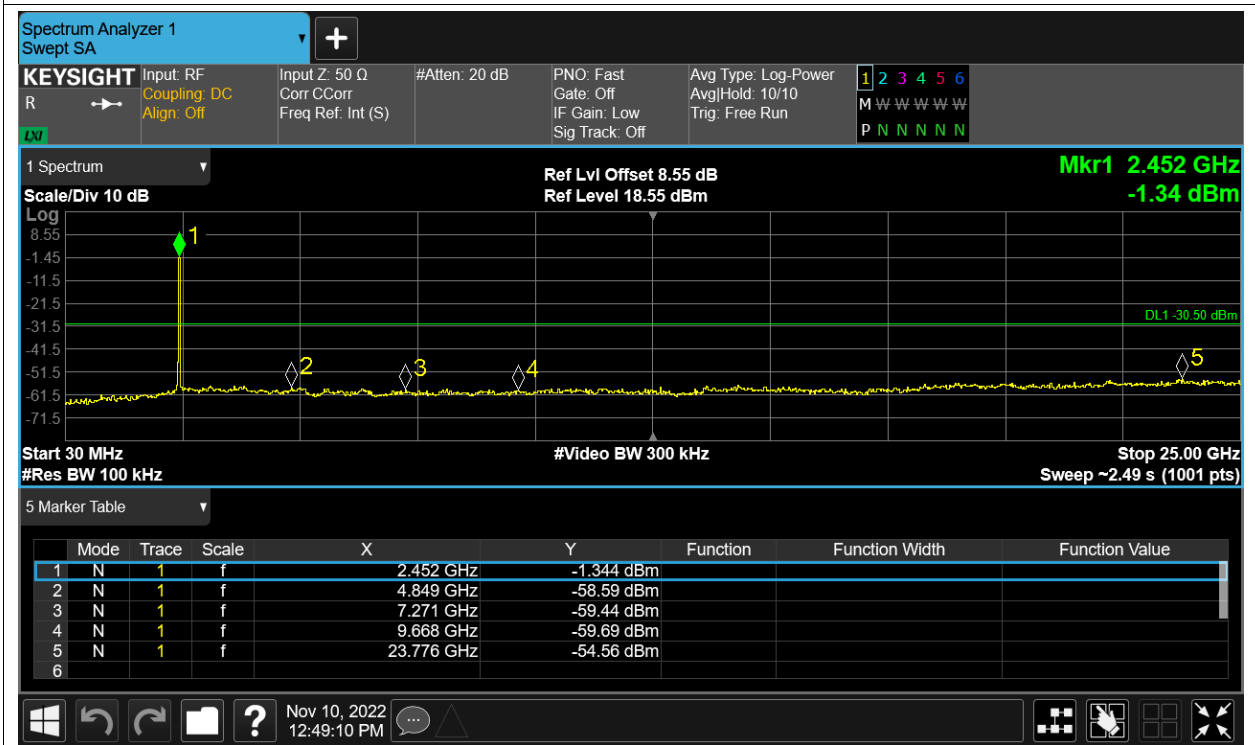 Spectrum Analyzer 1
Swept SA
+
KEYSIGHT Input: RF Input Z: 50 Ω #Atten: 20 dB PNO: Fast Avg Type: Log-Power 1 2 3 4 5 6
R Coupling: DC Corr CCorr Gate: Off Avg|Hold: 10/10 M W W W W W
Align: Off Freq Ref: Int (S) IF Gain: Low Trig: Free Run
LXI Sig Track: Off P N N N N N
1 Spectrum Ref Lvl Offset 8.55 dB Mkr1 2.452 GHz
Scale/Div 10 dB Ref Level 18.55 dBm -1.34 dBm
Log
8.55 1
-1.45
-11.5
-21.5
DL1 -30.50 dBm
-31.5
-41.5
-51.5 2 3 4 5
-61.5
-71.5
Start 30 MHz #Video BW 300 kHz Stop 25.00 GHz
#Res BW 100 kHz Sweep ~2.49 s (1001 pts)
5 Marker Table
Mode Trace Scale X Y Function Function Width Function Value
1 N 1 f 2.452 GHz -1.344 dBm
2 N 1 f 4.849 GHz -58.59 dBm
3 N 1 f 7.271 GHz -59.44 dBm
4 N 1 f 9.668 GHz -59.69 dBm
5 N 1 f 23.776 GHz -54.56 dBm
6
? Nov 10, 2022
12:49:10 PM